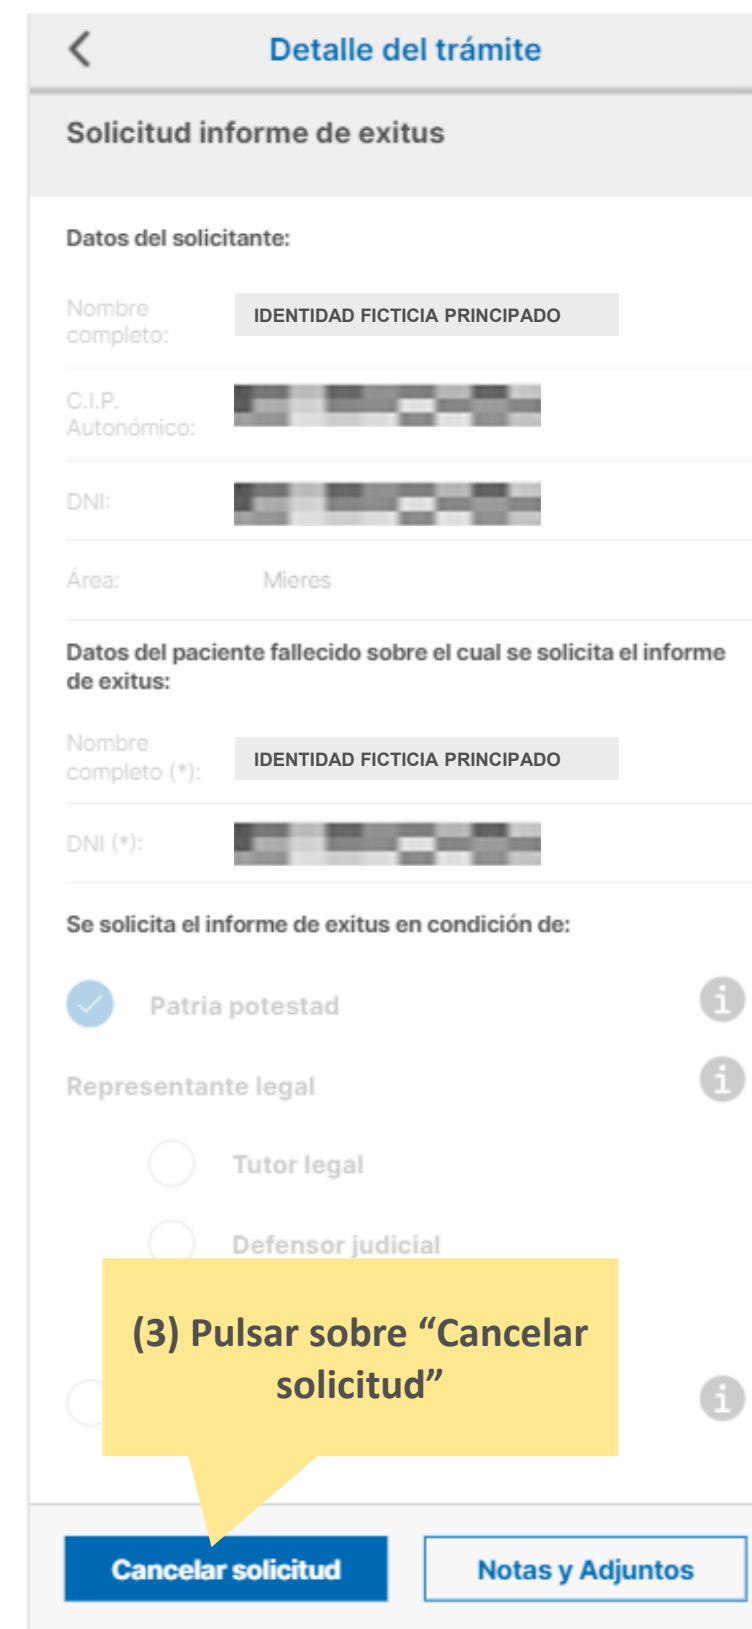 Detalle del trámite
Solicitud informe de exitus
Datos del solicitante:
Nombre
completo:
IDENTIDAD FICTICIA PRINCIPADO
C.I.P.
Autonómico:
DNI:
Área:
Mieres
Datos del paciente fallecido sobre el cual se solicita el informe
de exitus:
Nombre
completo (*):
IDENTIDAD FICTICIA PRINCIPADO
DNI (*):
Se solicita el informe de exitus en condición de:
Patria potestad
Representante legal
Tutor legal
Defensor judicial
(3) Pulsar sobre “Cancelar
solicitud”
Cancelar solicitud
Notas y Adjuntos